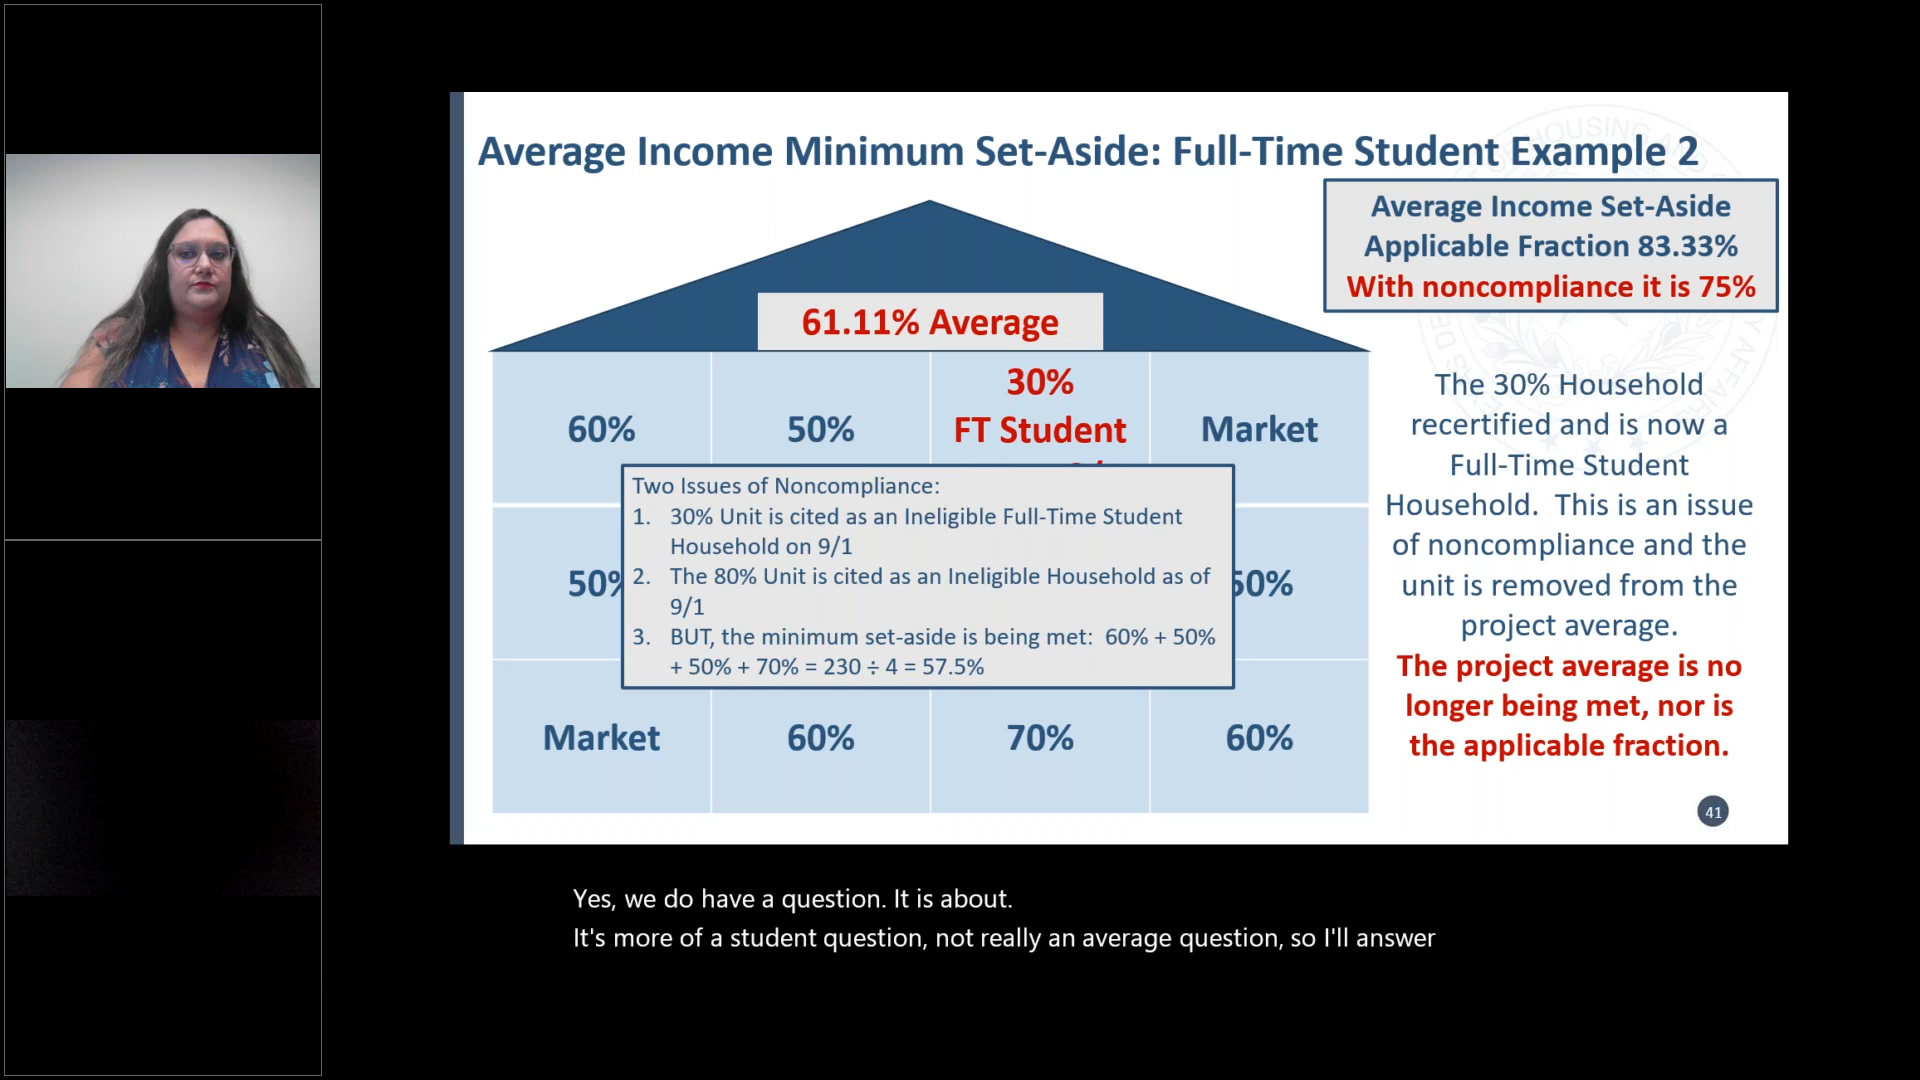 Average Income Minimum Set-Aside: Full-Time Student Example 2
Average Income Set-Aside
Applicable Fraction 83.33%
With noncompliance it is 75%
61.11% Average
60%
50%
30%
FT Student
Market
The 30% Household
recertified and is now a
Full-Time Student
Household. This is an issue
of noncompliance and the
unit is removed from the
project average.
The project average is no
longer being met, nor is
the applicable fraction.
50%
Two Issues of Noncompliance:
1. 30% Unit is cited as an Ineligible Full-Time Student
Household on 9/1
2. The 80% Unit is cited as an Ineligible Household as of
9/1
3. BUT, the minimum set-aside is being met: 60% + 50%
+ 50% + 70% = 230 ÷ 4 = 57.5%
Market
60%
70%
60%
41
Yes, we do have a question. It is about.
It's more of a student question, not really an average question, so I'll answer